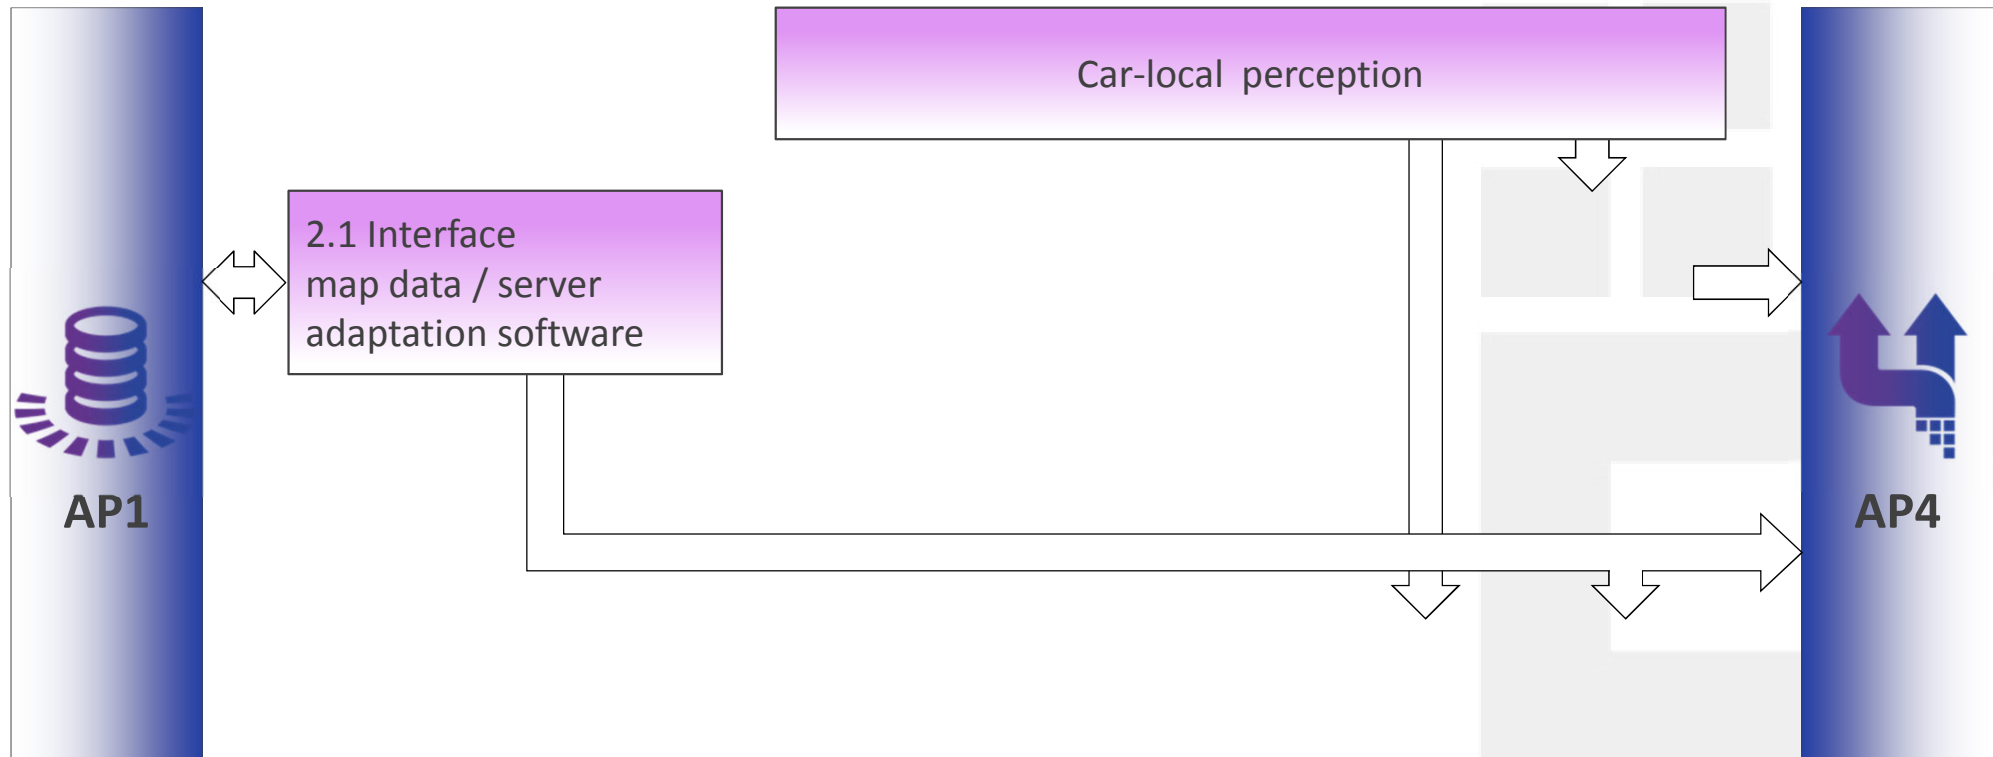 Car-local perception
2.1 Interface
map data / server
adaptation software
AP1
AP4